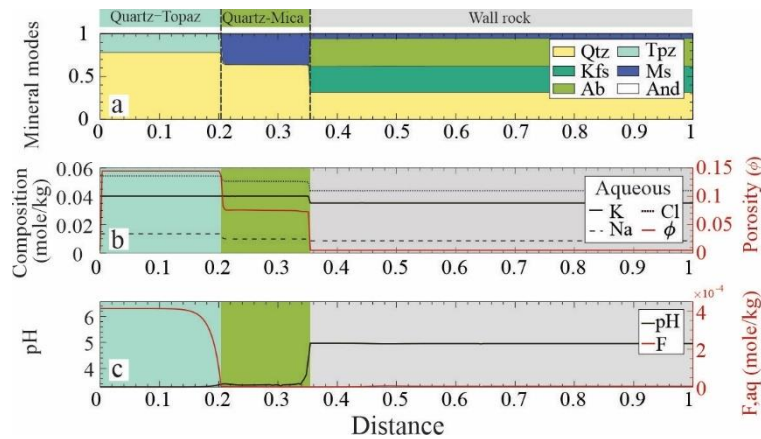 Quartz−Topaz Quartz-Mica Wall rock
Mineral modes
1
0.5
0
a
Qtz Tpz
Kfs Ms
Ab And
0 0.1 0.2 0.3 0.4 0.5 0.6 0.7 0.8 0.9 1
Composition
(mole/kg)
0.06
0.04
0.02
0
b
Aqueous
K Cl
Na ϕ
0.15
0.1
0.05
0
Porosity (ϕ)
0 0.1 0.2 0.3 0.4 0.5 0.6 0.7 0.8 0.9 1
pH
6
5
4
c
pH
F
×10⁻⁴
4
2
0
F,aq (mole/kg)
0 0.1 0.2 0.3 0.4 0.5 0.6 0.7 0.8 0.9 1
Distance